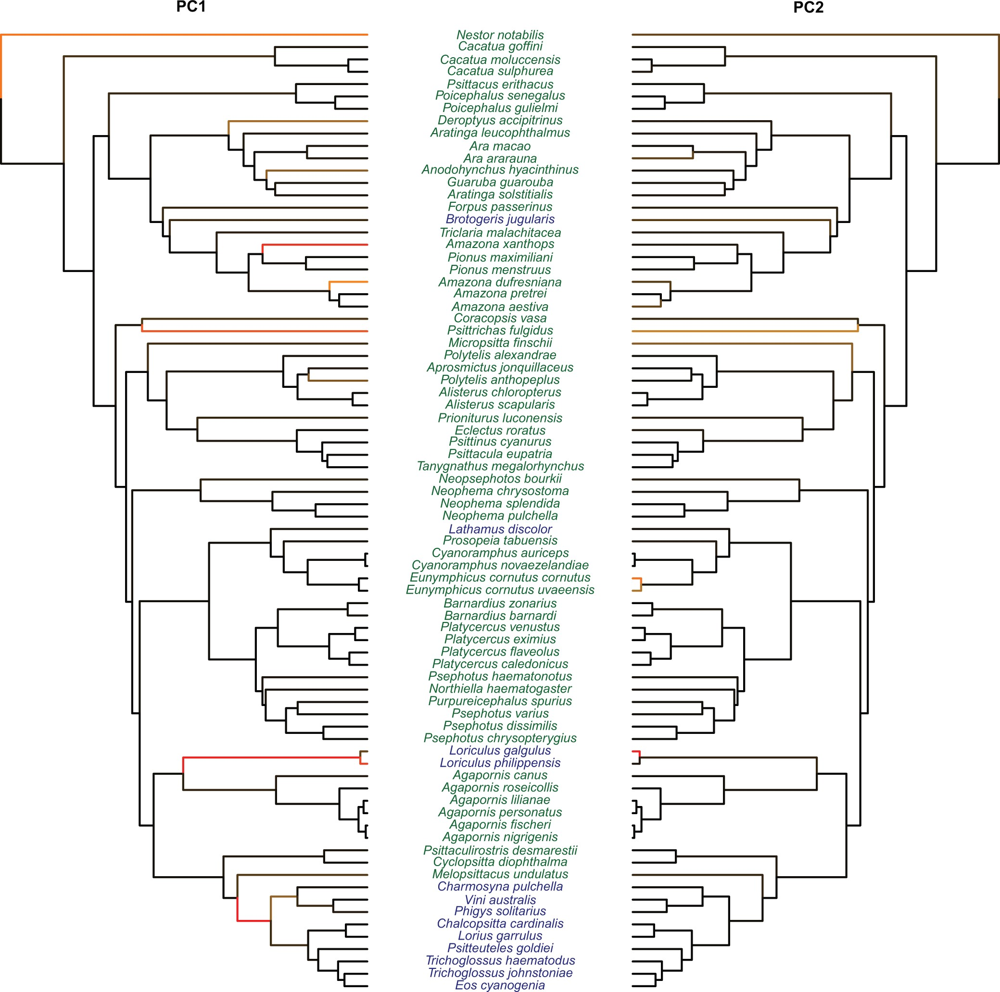 PC1
PC2
Nestor notabilis
Cacatua goffini
Cacatua moluccensis
Cacatua sulphurea
Psittacus erithacus
Poicephalus senegalus
Poicephalus gulielmi
Deroptyus accipitrinus
Aratinga leucophthalmus
Ara macao
Ara ararauna
Anodohynchus hyacinthinus
Guaruba guarouba
Aratinga solstitialis
Forpus passerinus
Brotogeris jugularis
Triclaria malachitacea
Amazona xanthops
Pionus maximiliani
Pionus menstruus
Amazona dufresniana
Amazona pretrei
Amazona aestiva
Coracopsis vasa
Psittrichas fulgidus
Micropsitta finschii
Polytelis alexandrae
Aprosmictus jonquillaceus
Polytelis anthopeplus
Alisterus chloropterus
Alisterus scapularis
Prioniturus luconensis
Eclectus roratus
Psittinus cyanurus
Psittacula eupatria
Tanygnathus megalorhynchus
Neopsephotos bourkii
Neophema chrysostoma
Neophema splendida
Neophema pulchella
Lathamus discolor
Prosopeia tabuensis
Cyanoramphus auriceps
Cyanoramphus novaezelandiae
Eunymphicus cornutus cornutus
Eunymphicus cornutus uvaeensis
Barnardius zonarius
Barnardius barnardi
Platycercus venustus
Platycercus eximius
Platycercus flaveolus
Platycercus caledonicus
Psephotus haematonotus
Northiella haematogaster
Purpureicephalus spurius
Psephotus varius
Psephotus dissimilis
Psephotus chrysopterygius
Loriculus galgulus
Loriculus philippensis
Agapornis canus
Agapornis roseicollis
Agapornis lilianae
Agapornis personatus
Agapornis fischeri
Agapornis nigrigenis
Psittaculirostris desmarestii
Cyclopsitta diophthalma
Melopsittacus undulatus
Charmosyna pulchella
Vini australis
Phigys solitarius
Chalcopsitta cardinalis
Lorius garrulus
Psitteuteles goldiei
Trichoglossus haematodus
Trichoglossus johnstoniae
Eos cyanogenia